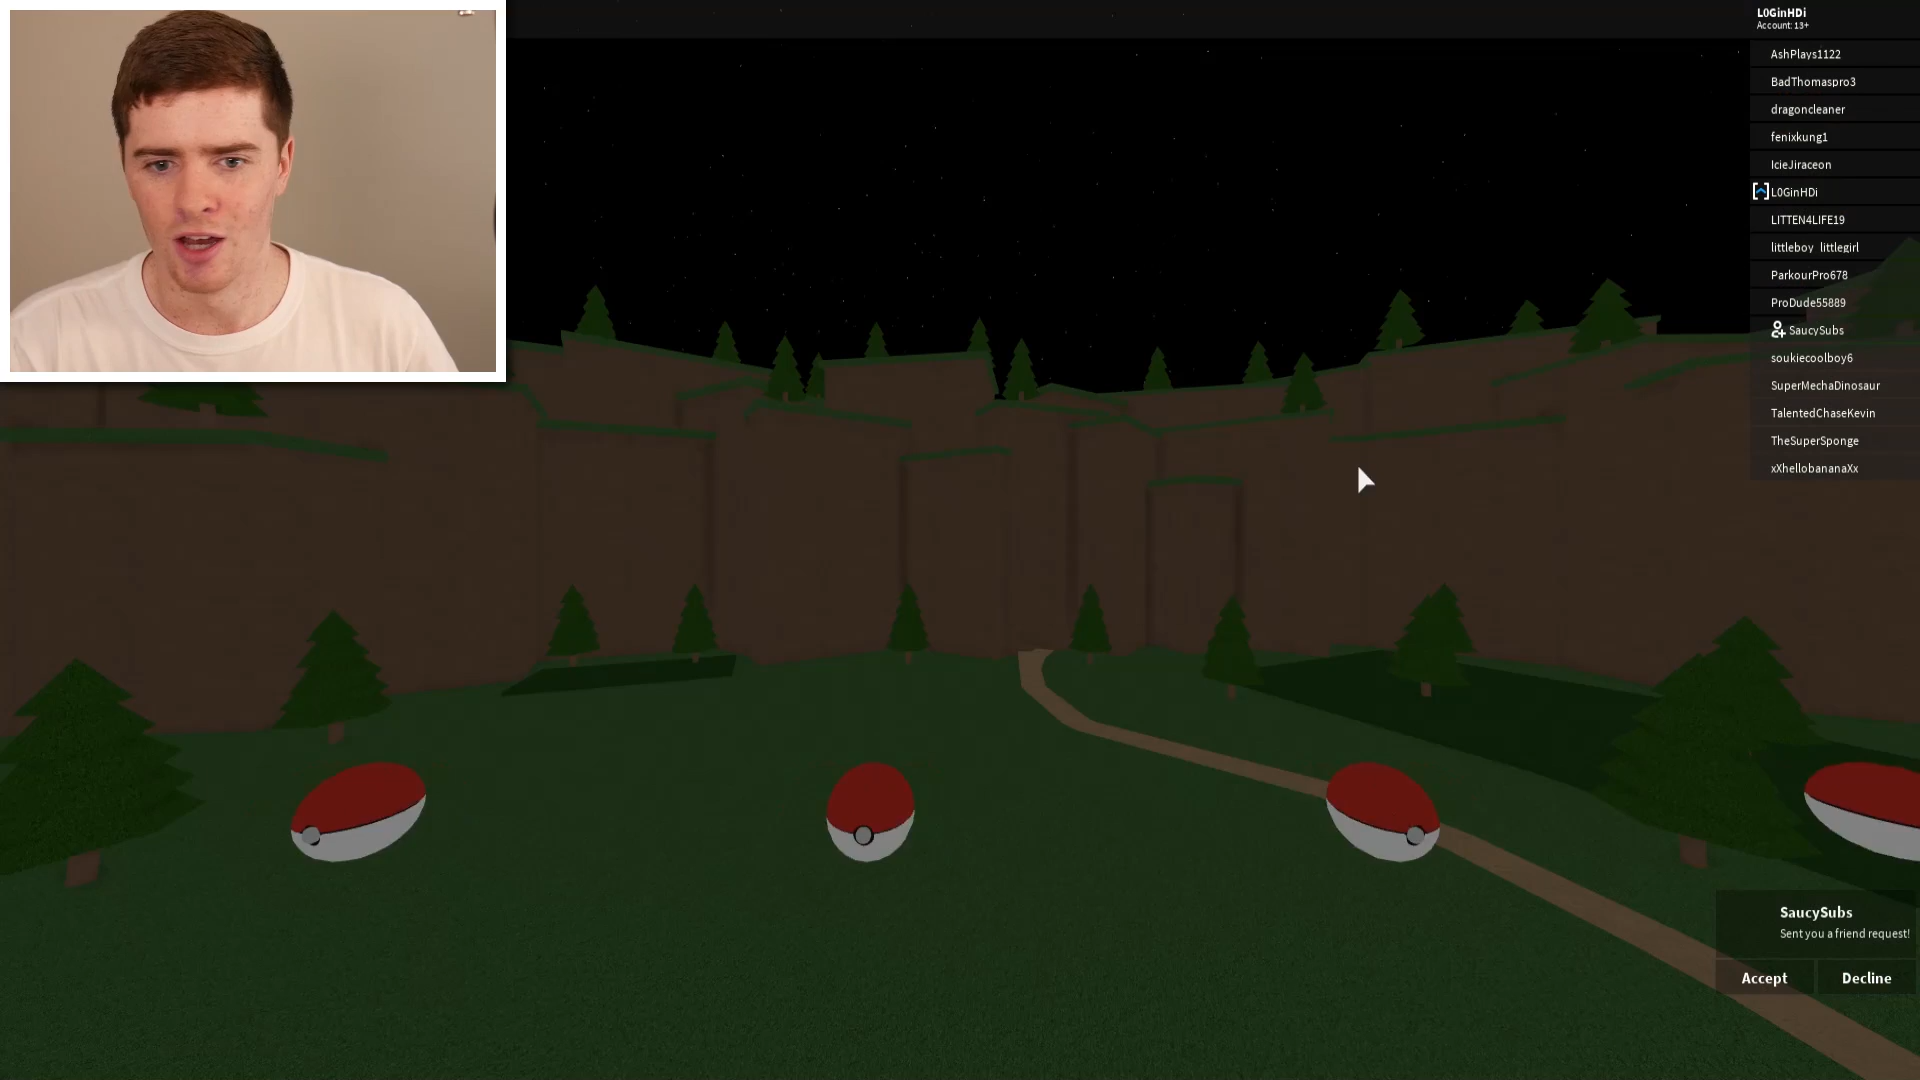 L0GinHDi
Account: 13+
AshPlays1122
BadThomaspro3
dragoncleaner
fenixkung1
IcieJiraceon
L0GinHDi
LITTEN4LIFE19
littleboy_littlegirl
ParkourPro678
ProDude55889
SaucySubs
soukiecoolboy6
SuperMechaDinosaur
TalentedChaseKevin
TheSuperSponge
xXhellobananaXx
SaucySubs
Sent you a friend request!
Accept Decline